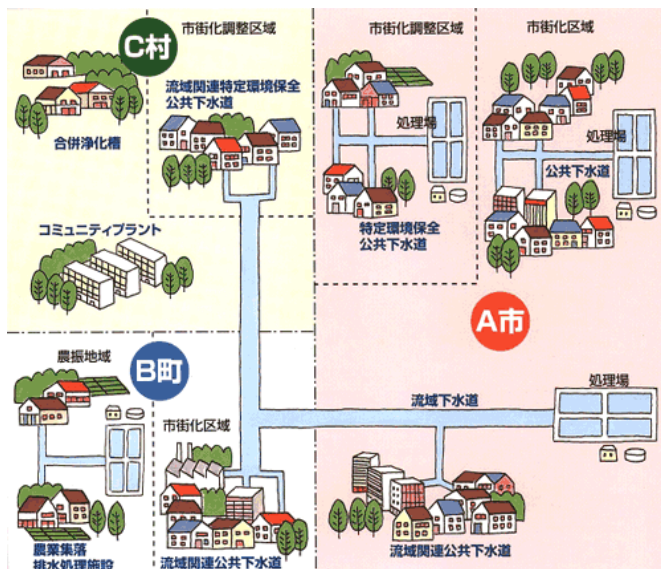 C村
市街化調整区域
流域関連特定環境保全
公共下水道
合併浄化槽
コミュニティプラント
市街化調整区域
処理場
特定環境保全
公共下水道
市街化区域
処理場
公共下水道
A市
農振地域
B町
市街化区域
農業集落
排水処理施設
流域関連公共下水道
流域下水道
処理場
流域関連公共下水道